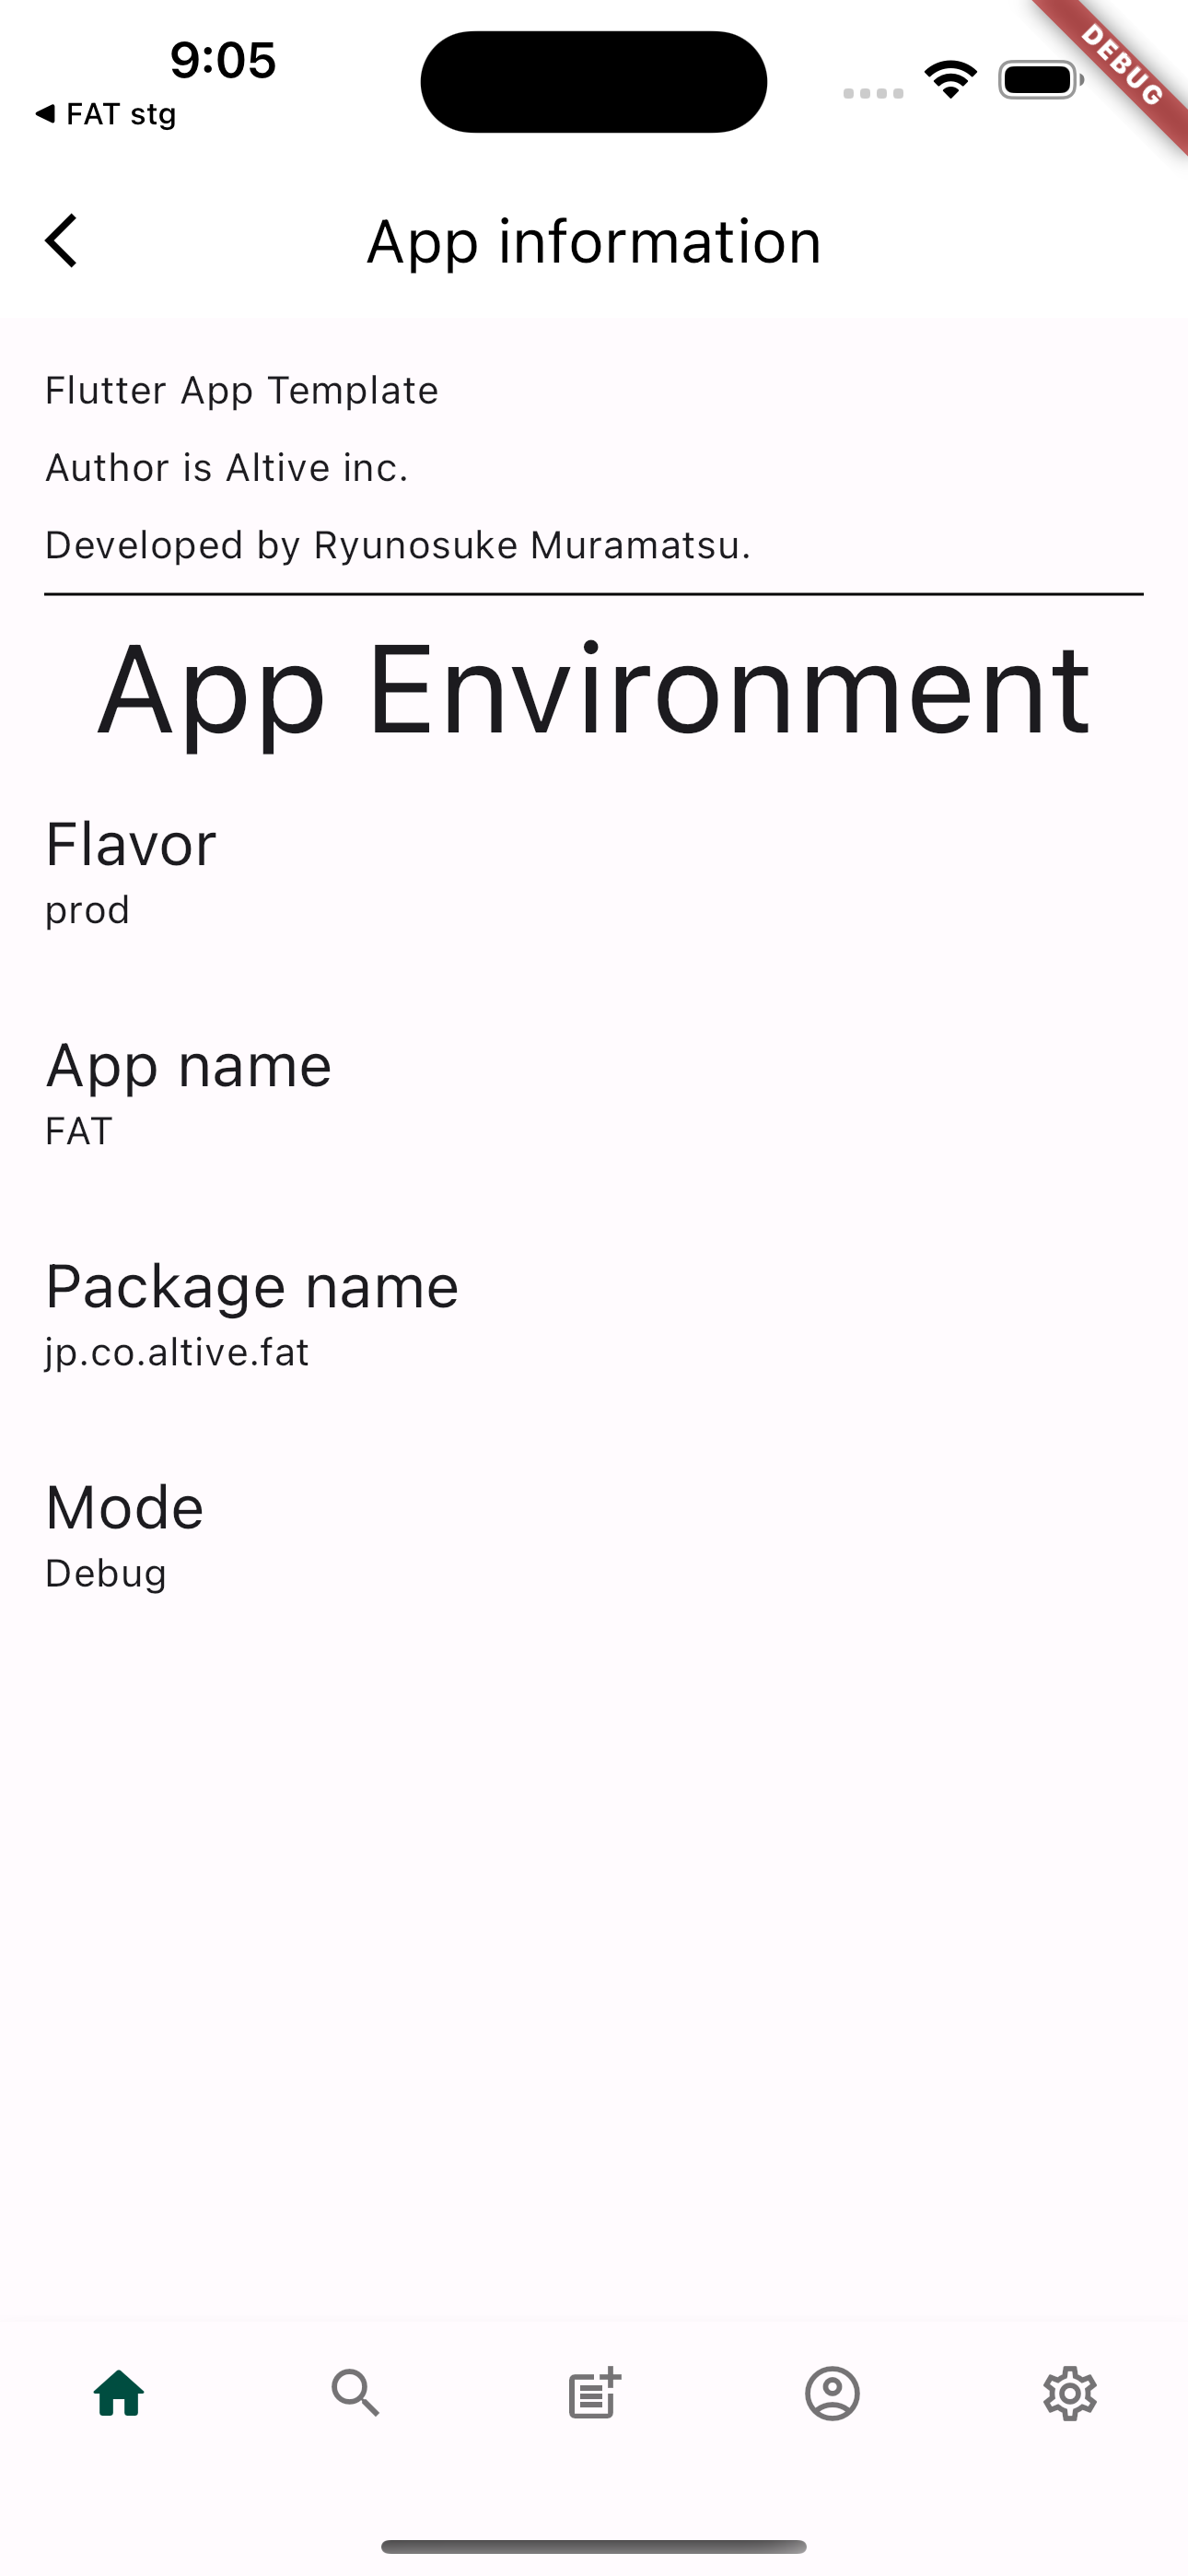 9:05
DEBUG
◀ FAT stg
App information
Flutter App Template
Author is Altive inc.
Developed by Ryunosuke Muramatsu.
App Environment
Flavor
prod
App name
FAT
Package name
jp.co.altive.fat
Mode
Debug